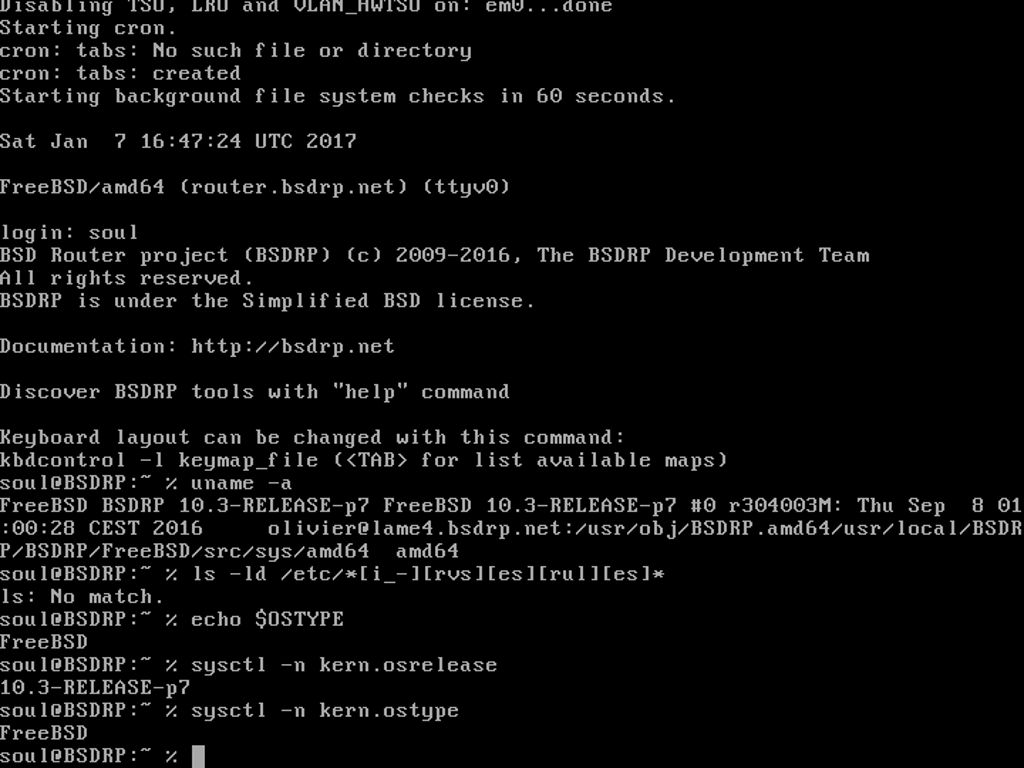 Disabling TSO, LRO and VLAN_HWTSO on: em0...done
Starting cron.
cron: tabs: No such file or directory
cron: tabs: created
Starting background file system checks in 60 seconds.
Sat Jan  7 16:47:24 UTC 2017
FreeBSD/amd64 (router.bsdrp.net) (ttyv0)
login: soul
BSD Router project (BSDRP) (c) 2009-2016, The BSDRP Development Team
All rights reserved.
BSDRP is under the Simplified BSD license.
Documentation: http://bsdrp.net
Discover BSDRP tools with "help" command
Keyboard layout can be changed with this command:
kbdcontrol -l keymap_file (<TAB> for list available maps)
soul@BSDRP:~ % uname -a
FreeBSD BSDRP 10.3-RELEASE-p7 FreeBSD 10.3-RELEASE-p7 #0 r304003M: Thu Sep  8 01
:00:28 CEST 2016     olivier@lame4.bsdrp.net:/usr/obj/BSDRP.amd64/usr/local/BSDR
P/BSDRP/FreeBSD/src/sys/amd64  amd64
soul@BSDRP:~ % ls -ld /etc/*[i_-][rvs][es][rul][es]*
ls: No match.
soul@BSDRP:~ % echo $OSTYPE
FreeBSD
soul@BSDRP:~ % sysctl -n kern.osrelease
10.3-RELEASE-p7
soul@BSDRP:~ % sysctl -n kern.ostype
FreeBSD
soul@BSDRP:~ %